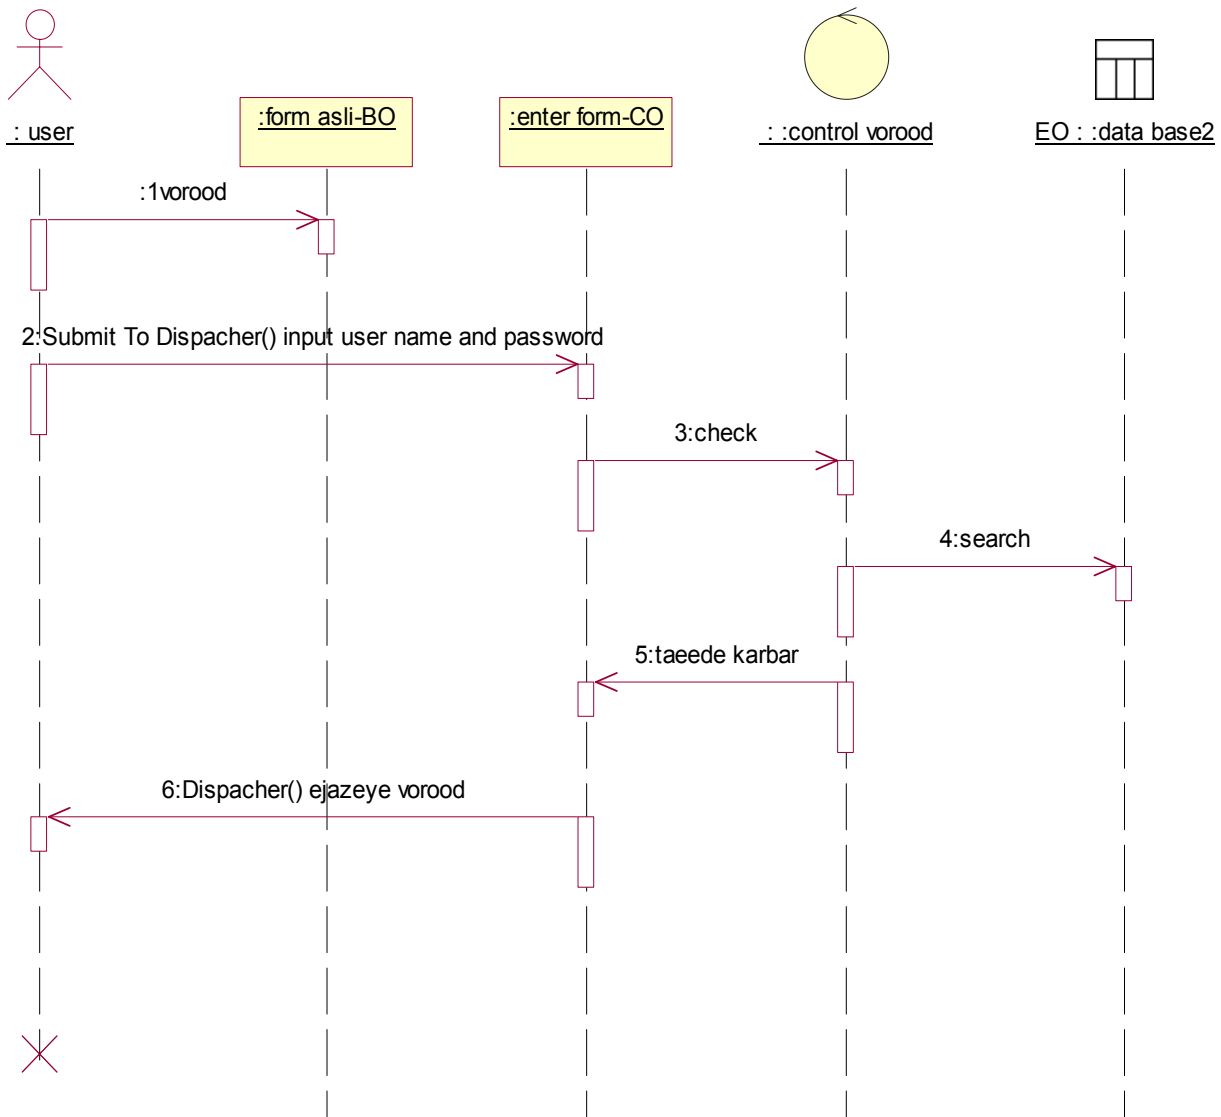 : user
:form asli-BO
:enter form-CO
: :control vorood
EO : :data base2
:1vorood
2:Submit To Dispacher() input user name and password
3:check
4:search
5:taeede karbar
6:Dispacher() ejazeye vorood